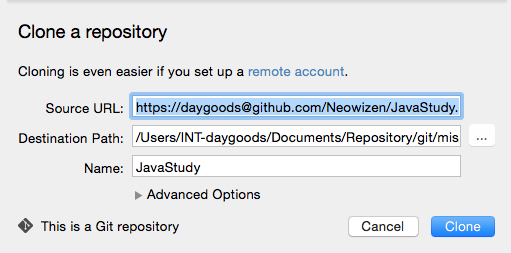 Clone a repository
Cloning is even easier if you set up a remote account.
Source URL: https://daygoods@github.com/Neowizen/JavaStudy.
Destination Path: /Users/INT-daygoods/Documents/Repository/git/mis ...
Name: JavaStudy
Advanced Options
This is a Git repository Cancel Clone